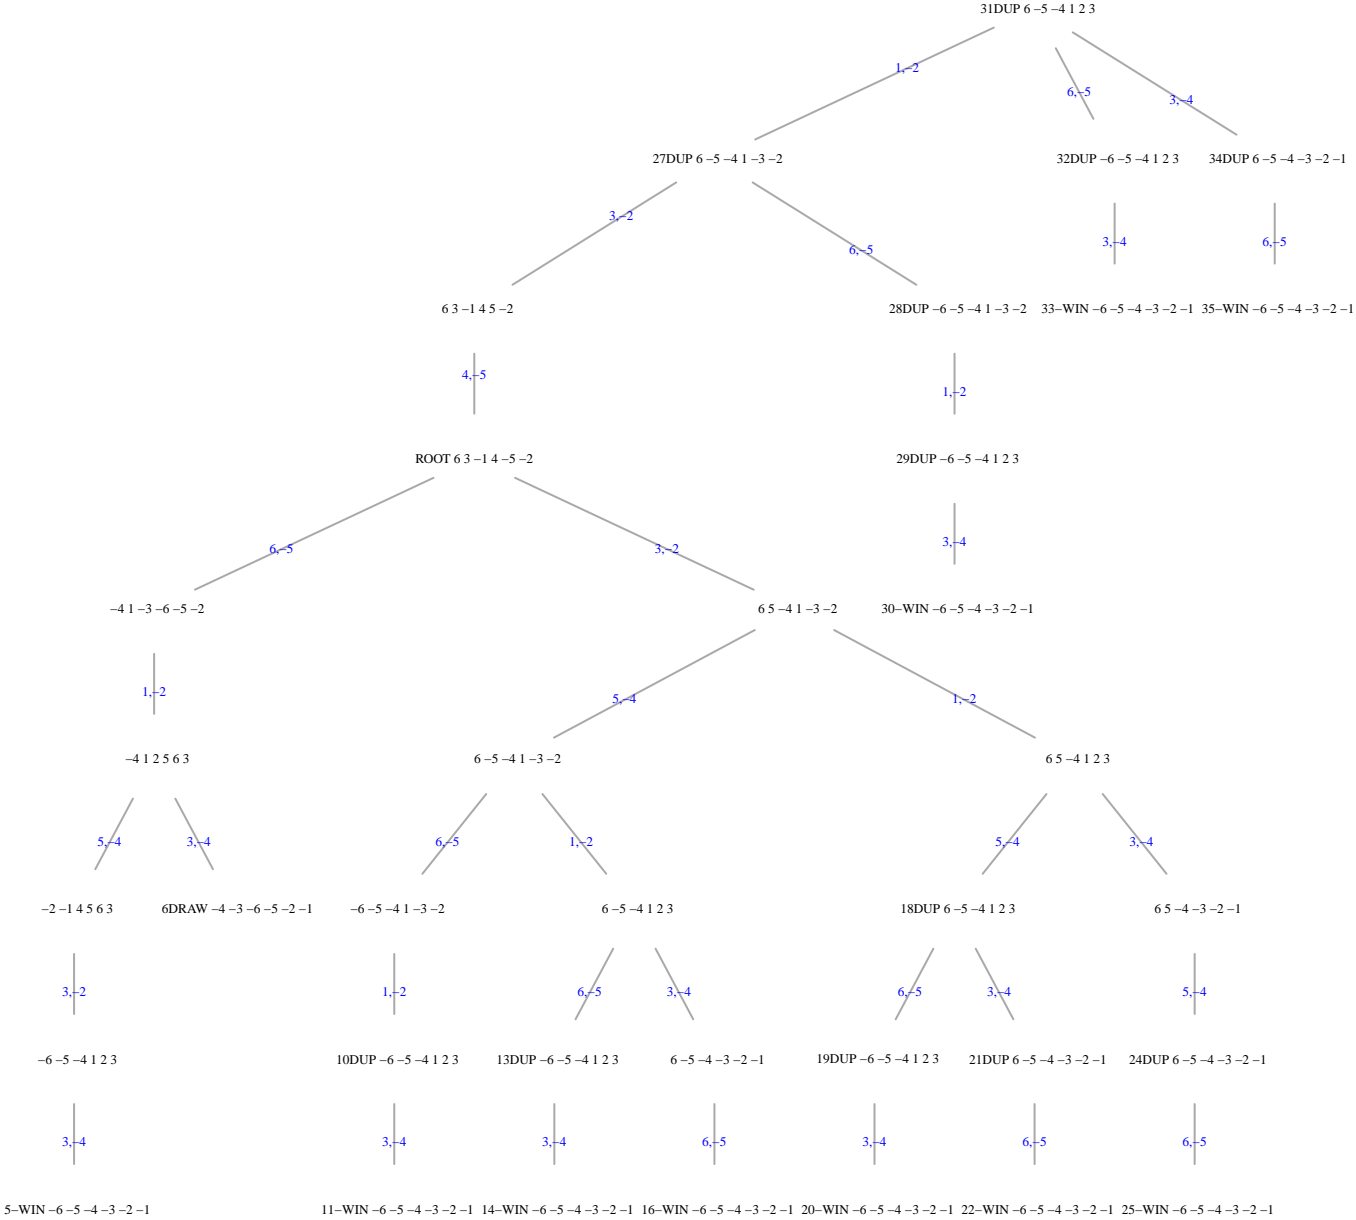 31DUP 6 −5 −4 1 2 3
1,−2
6,−5
3,−4
27DUP 6 −5 −4 1 −3 −2
32DUP −6 −5 −4 1 2 3
34DUP 6 −5 −4 −3 −2 −1
3,−2
6,−5
3,−4
6,−5
6 3 −1 4 5 −2
28DUP −6 −5 −4 1 −3 −2
33−WIN −6 −5 −4 −3 −2 −1
35−WIN −6 −5 −4 −3 −2 −1
4,−5
1,−2
ROOT 6 3 −1 4 −5 −2
29DUP −6 −5 −4 1 2 3
6,−5
3,−2
3,−4
−4 1 −3 −6 −5 −2
6 5 −4 1 −3 −2
30−WIN −6 −5 −4 −3 −2 −1
1,−2
5,−4
1,−2
−4 1 2 5 6 3
6 −5 −4 1 −3 −2
6 5 −4 1 2 3
5,−4
3,−4
6,−5
1,−2
5,−4
3,−4
−2 −1 4 5 6 3
6DRAW −4 −3 −6 −5 −2 −1
−6 −5 −4 1 −3 −2
6 −5 −4 1 2 3
18DUP 6 −5 −4 1 2 3
6 5 −4 −3 −2 −1
3,−2
1,−2
6,−5
3,−4
6,−5
3,−4
5,−4
−6 −5 −4 1 2 3
10DUP −6 −5 −4 1 2 3
13DUP −6 −5 −4 1 2 3
6 −5 −4 −3 −2 −1
19DUP −6 −5 −4 1 2 3
21DUP 6 −5 −4 −3 −2 −1
24DUP 6 −5 −4 −3 −2 −1
3,−4
3,−4
3,−4
6,−5
3,−4
6,−5
6,−5
5−WIN −6 −5 −4 −3 −2 −1
11−WIN −6 −5 −4 −3 −2 −1
14−WIN −6 −5 −4 −3 −2 −1
16−WIN −6 −5 −4 −3 −2 −1
20−WIN −6 −5 −4 −3 −2 −1
22−WIN −6 −5 −4 −3 −2 −1
25−WIN −6 −5 −4 −3 −2 −1